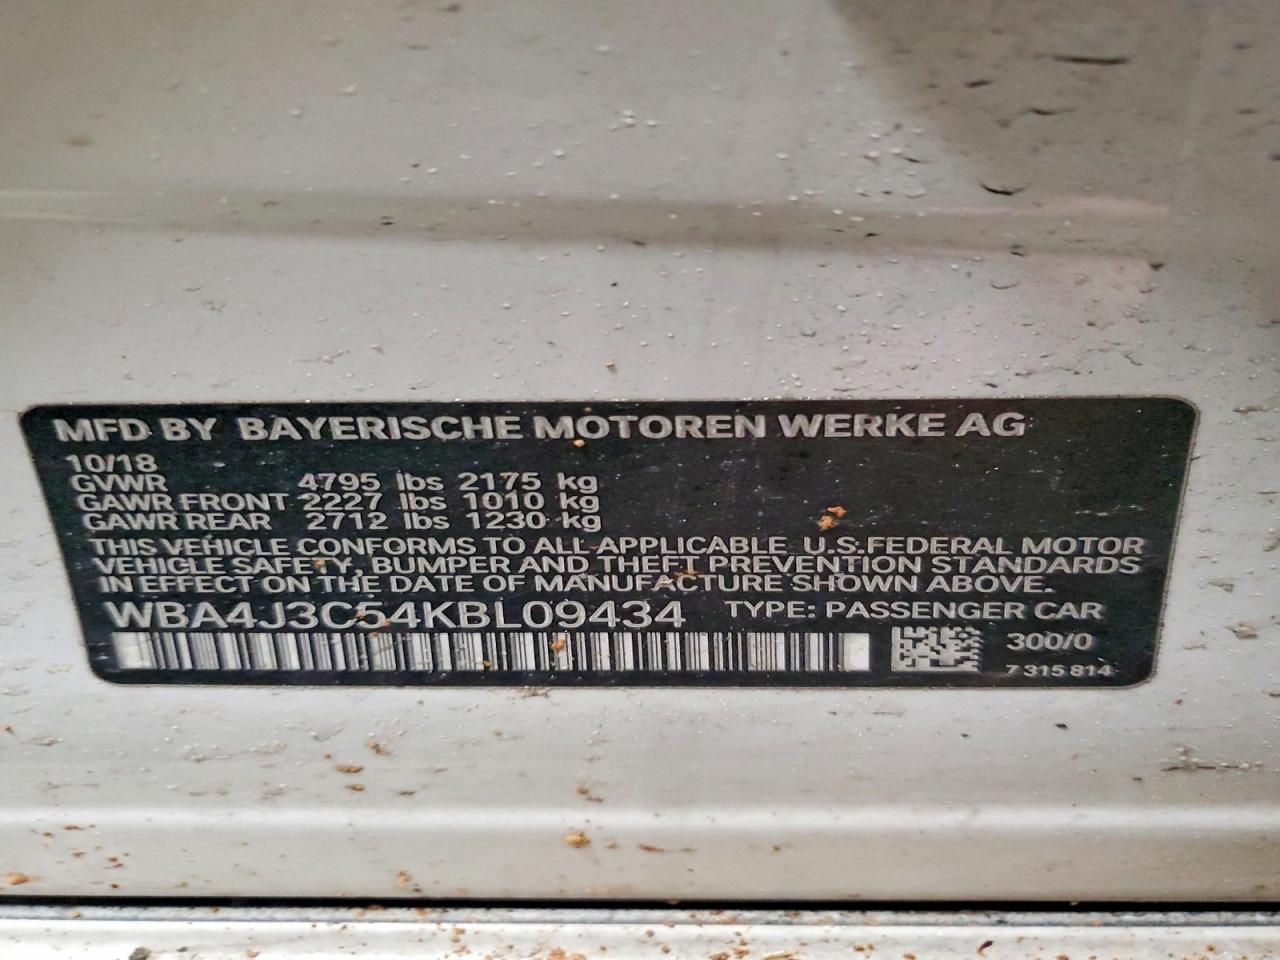 MFD BY BAYERISCHE MOTOREN WERKE AG
10/18
GVWR 4795 lbs 2175 kg
GAWR FRONT 2227 lbs 1010 kg
GAWR REAR 2712 lbs 1230 kg
THIS VEHICLE CONFORMS TO ALL APPLICABLE U.S.FEDERAL MOTOR
VEHICLE SAFETY, BUMPER AND THEFT PREVENTION STANDARDS
IN EFFECT ON THE DATE OF MANUFACTURE SHOWN ABOVE.
WBA4J3C54KBL09434 TYPE: PASSENGER CAR
300/0
7 315 814